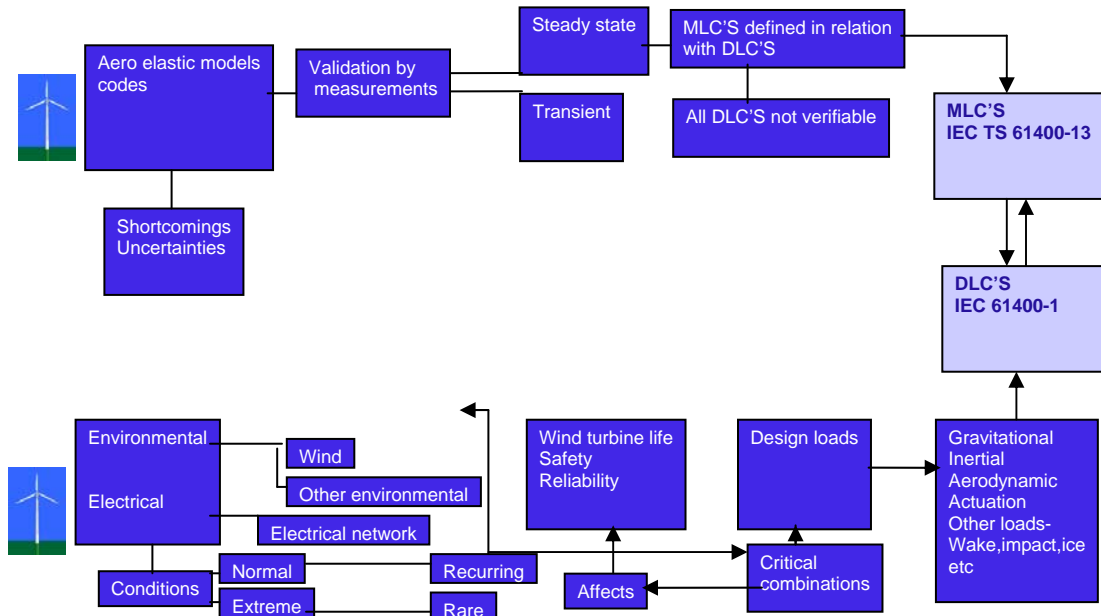 Steady state
MLC'S defined in relation
with DLC'S
Aero elastic models
codes
Validation by
measurements
Transient
All DLC'S not verifiable
MLC'S
IEC TS 61400-13
Shortcomings
Uncertainties
DLC'S
IEC 61400-1
Environmental
Electrical
Wind
Other environmental
Electrical network
Conditions
Normal
Recurring
Extreme
Rare
Wind turbine life
Safety
Reliability
Affects
Design loads
Critical
combinations
Gravitational
Inertial
Aerodynamic
Actuation
Other loads-
Wake,impact,ice
etc